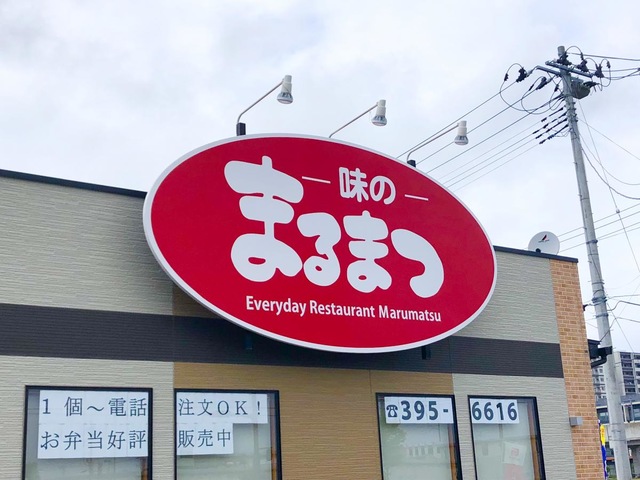 味の
まるまつ
Everyday Restaurant Marumatsu
1個～電話注文OK！
お弁当好評販売中
☎395-6616